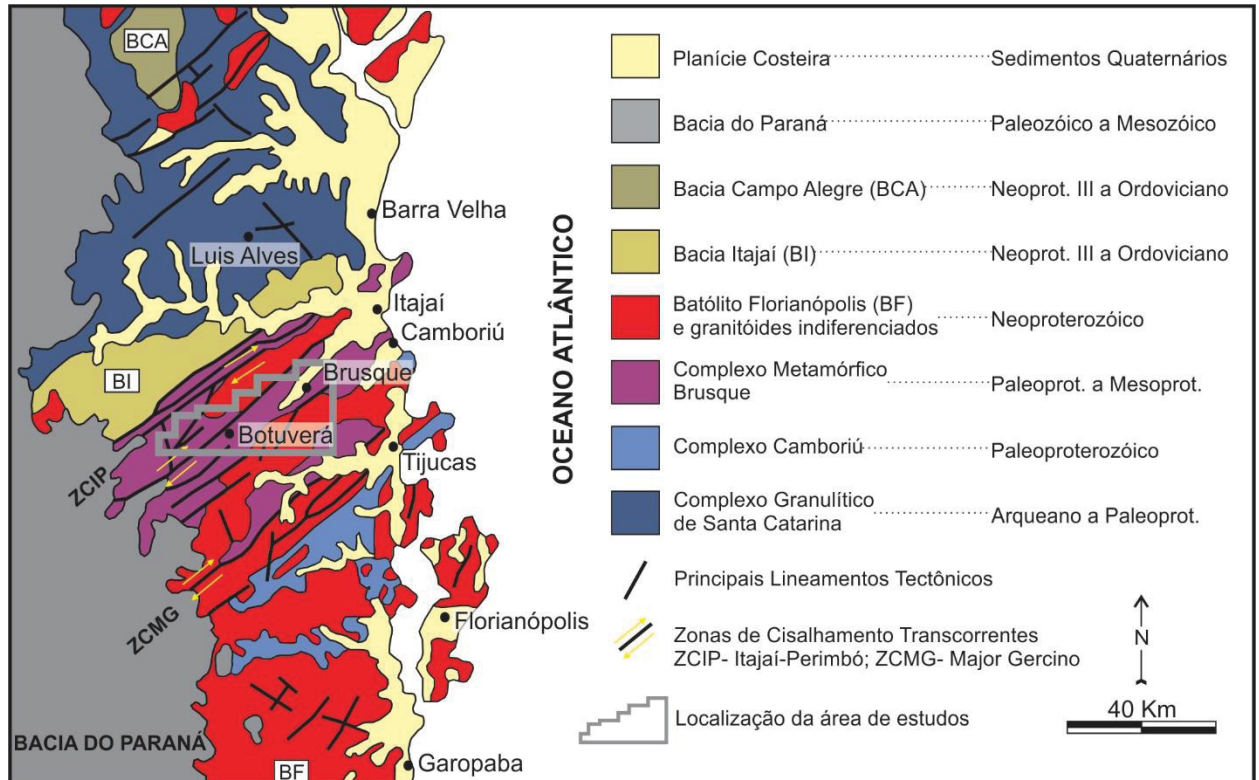 BCA
Barra Velha
Luis Alves
Itajaí
Camboriú
BI
Brusque
Botuverá
Tijucas
ZCIP
ZCMG
Florianópolis
BACIA DO PARANÁ
BF
Garopaba
OCEANO ATLÂNTICO
Planície Costeira Sedimentos Quaternários
Bacia do Paraná Paleozóico a Mesozóico
Bacia Campo Alegre (BCA) Neoprot. III a Ordoviciano
Bacia Itajaí (BI) Neoprot. III a Ordoviciano
Batólito Florianópolis (BF)
e granitóides indiferenciados Neoproterozóico
Complexo Metamórfico
Brusque Paleoprot. a Mesoprot.
Complexo Camboriú Paleoproterozóico
Complexo Granulítico
de Santa Catarina Arqueano a Paleoprot.
Principais Lineamentos Tectônicos
Zonas de Cisalhamento Transcorrentes
ZCIP- Itajaí-Perimbó; ZCMG- Major Gercino
Localização da área de estudos
N
40 Km